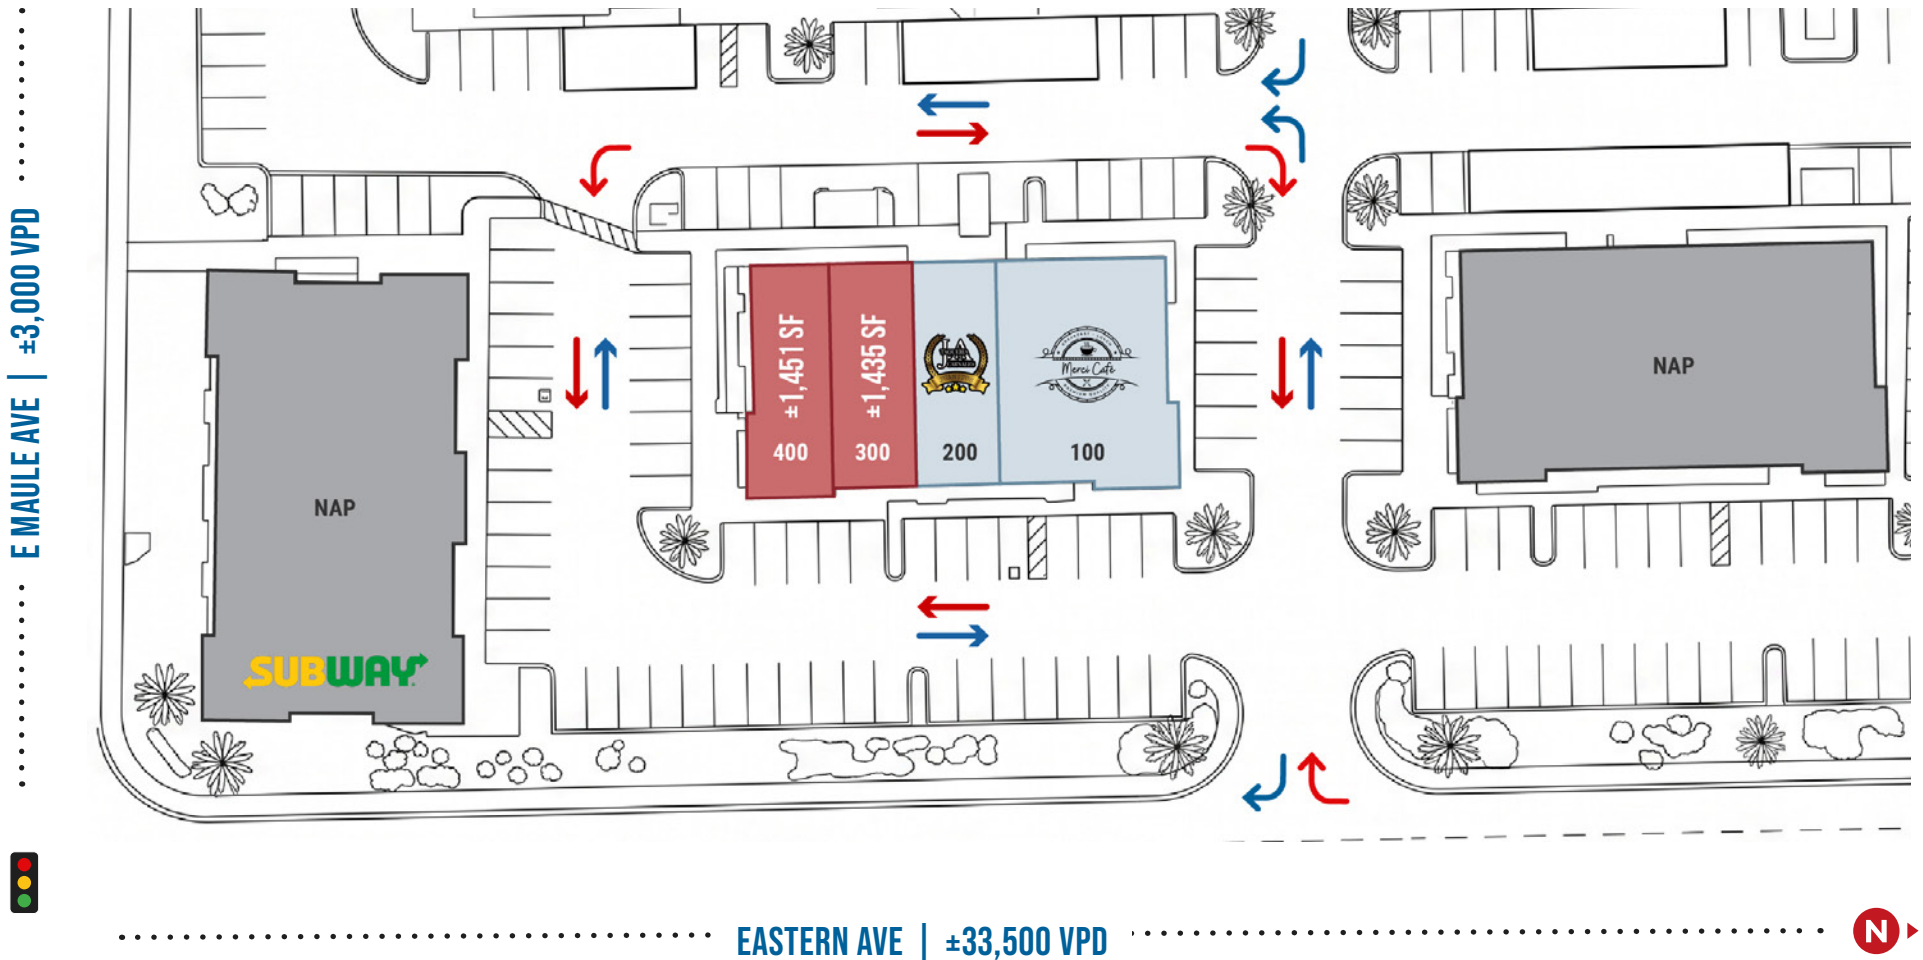 E MAULE AVE | ±3,000 VPD
±1,451 SF
400
±1,435 SF
300
200
Merci Café
100
NAP
NAP
SUBWAY
EASTERN AVE | ±33,500 VPD
N